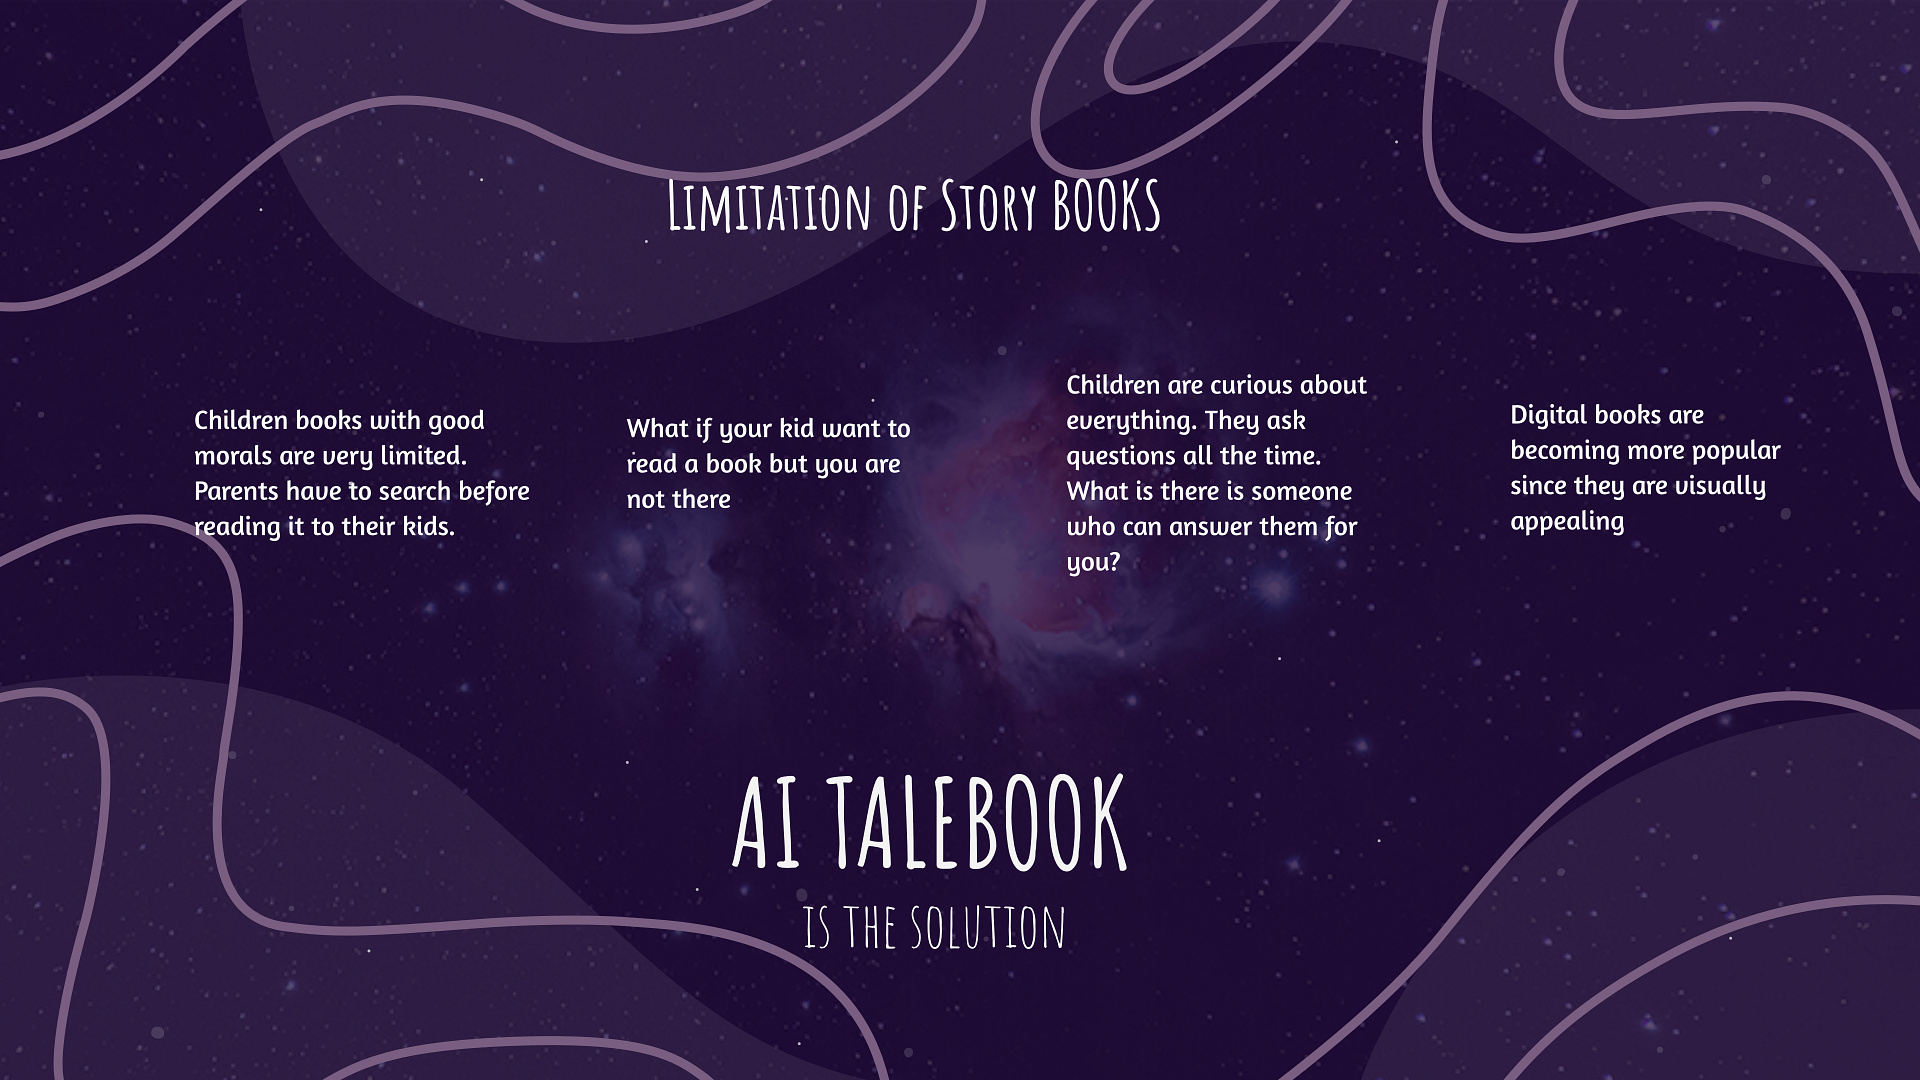 Limitation of Story BOOKS
Children books with good
morals are very limited.
Parents have to search before
reading it to their kids.
What if your kid want to
read a book but you are
not there
Children are curious about
everything. They ask
questions all the time.
What is there is someone
who can answer them for
you?
Digital books are
becoming more popular
since they are visually
appealing
AI TALEBOOK
IS THE SOLUTION